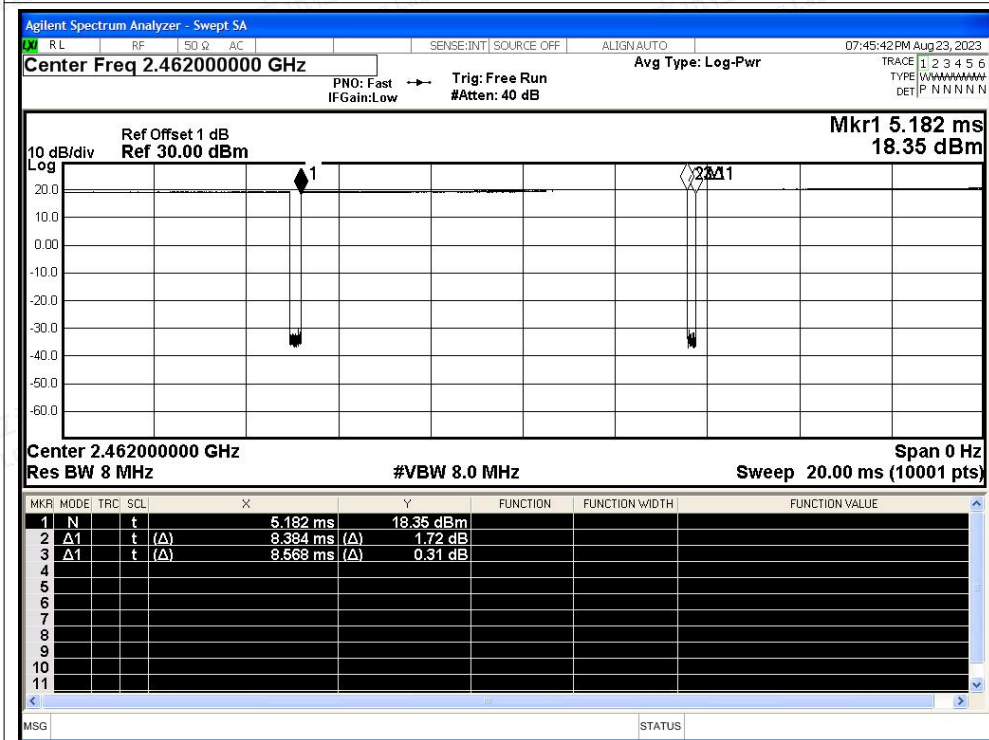 Agilent Spectrum Analyzer - Swept SA
LXI RL RF 50 Ω AC SENSE:INT SOURCE OFF ALIGN AUTO 07:45:42 PM Aug 23, 2023
Center Freq 2.462000000 GHz
PNO: Fast
IFGain:Low
Trig: Free Run
#Atten: 40 dB
Avg Type: Log-Pwr
TRACE 1 2 3 4 5 6
TYPE WWWWWW
DET P N N N N N
Mkr1 5.182 ms
18.35 dBm
Ref Offset 1 dB
10 dB/div Ref 30.00 dBm
Log
1
20.0
10.0
0.00
-10.0
-20.0
-30.0
-40.0
-50.0
-60.0
Center 2.462000000 GHz Span 0 Hz
Res BW 8 MHz #VBW 8.0 MHz Sweep 20.00 ms (10001 pts)
MKR MODE TRC SCL X Y FUNCTION FUNCTION WIDTH FUNCTION VALUE
1 N t 5.182 ms 18.35 dBm
2 Δ1 t (Δ) 8.384 ms (Δ) 1.72 dB
3 Δ1 t (Δ) 8.568 ms (Δ) 0.31 dB
4
5
6
7
8
9
10
11
MSG STATUS